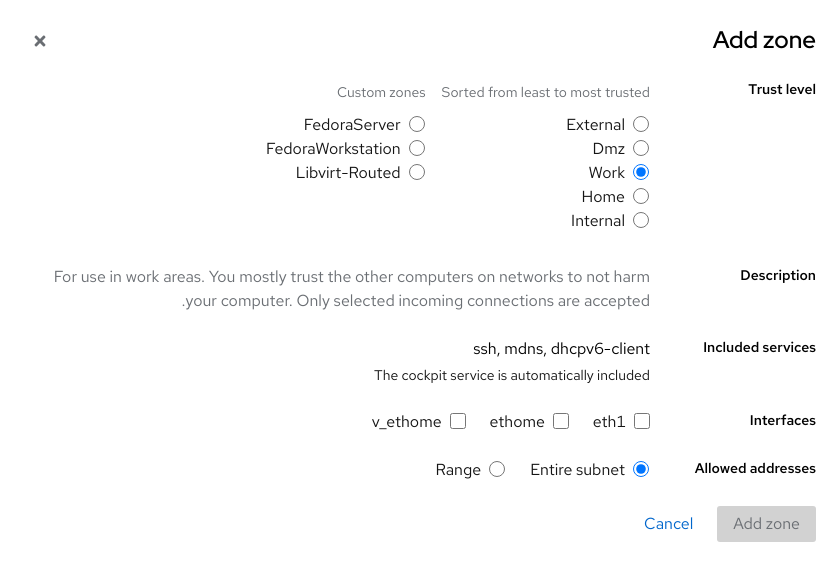 Add zone
×
Trust level
Sorted from least to most trusted
External
Dmz
Work
Home
Internal
Custom zones
FedoraServer
FedoraWorkstation
Libvirt-Routed
Description
For use in work areas. You mostly trust the other computers on networks to not harm
.your computer. Only selected incoming connections are accepted
Included services
ssh, mdns, dhcpv6-client
The cockpit service is automatically included
Interfaces
eth1
ethome
v_ethome
Allowed addresses
Entire subnet
Range
Add zone
Cancel